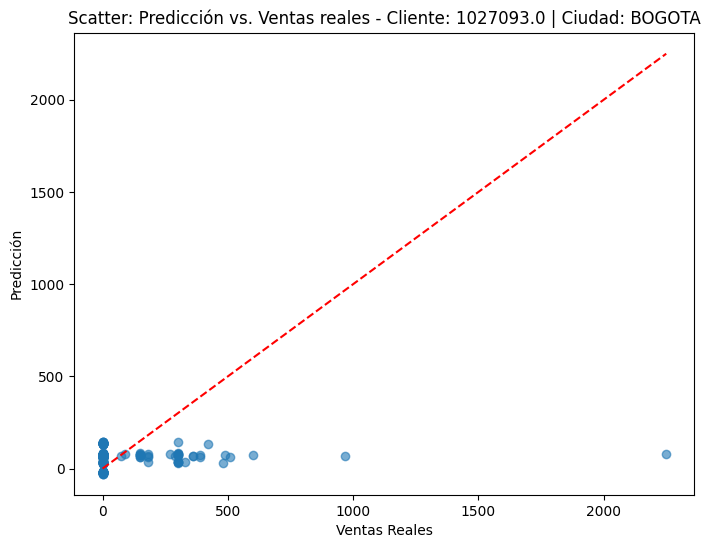 Scatter: Predicción vs. Ventas reales - Cliente: 1027093.0 | Ciudad: BOGOTA
2000
1500
1000
500
0
Predicción
0 500 1000 1500 2000
Ventas Reales